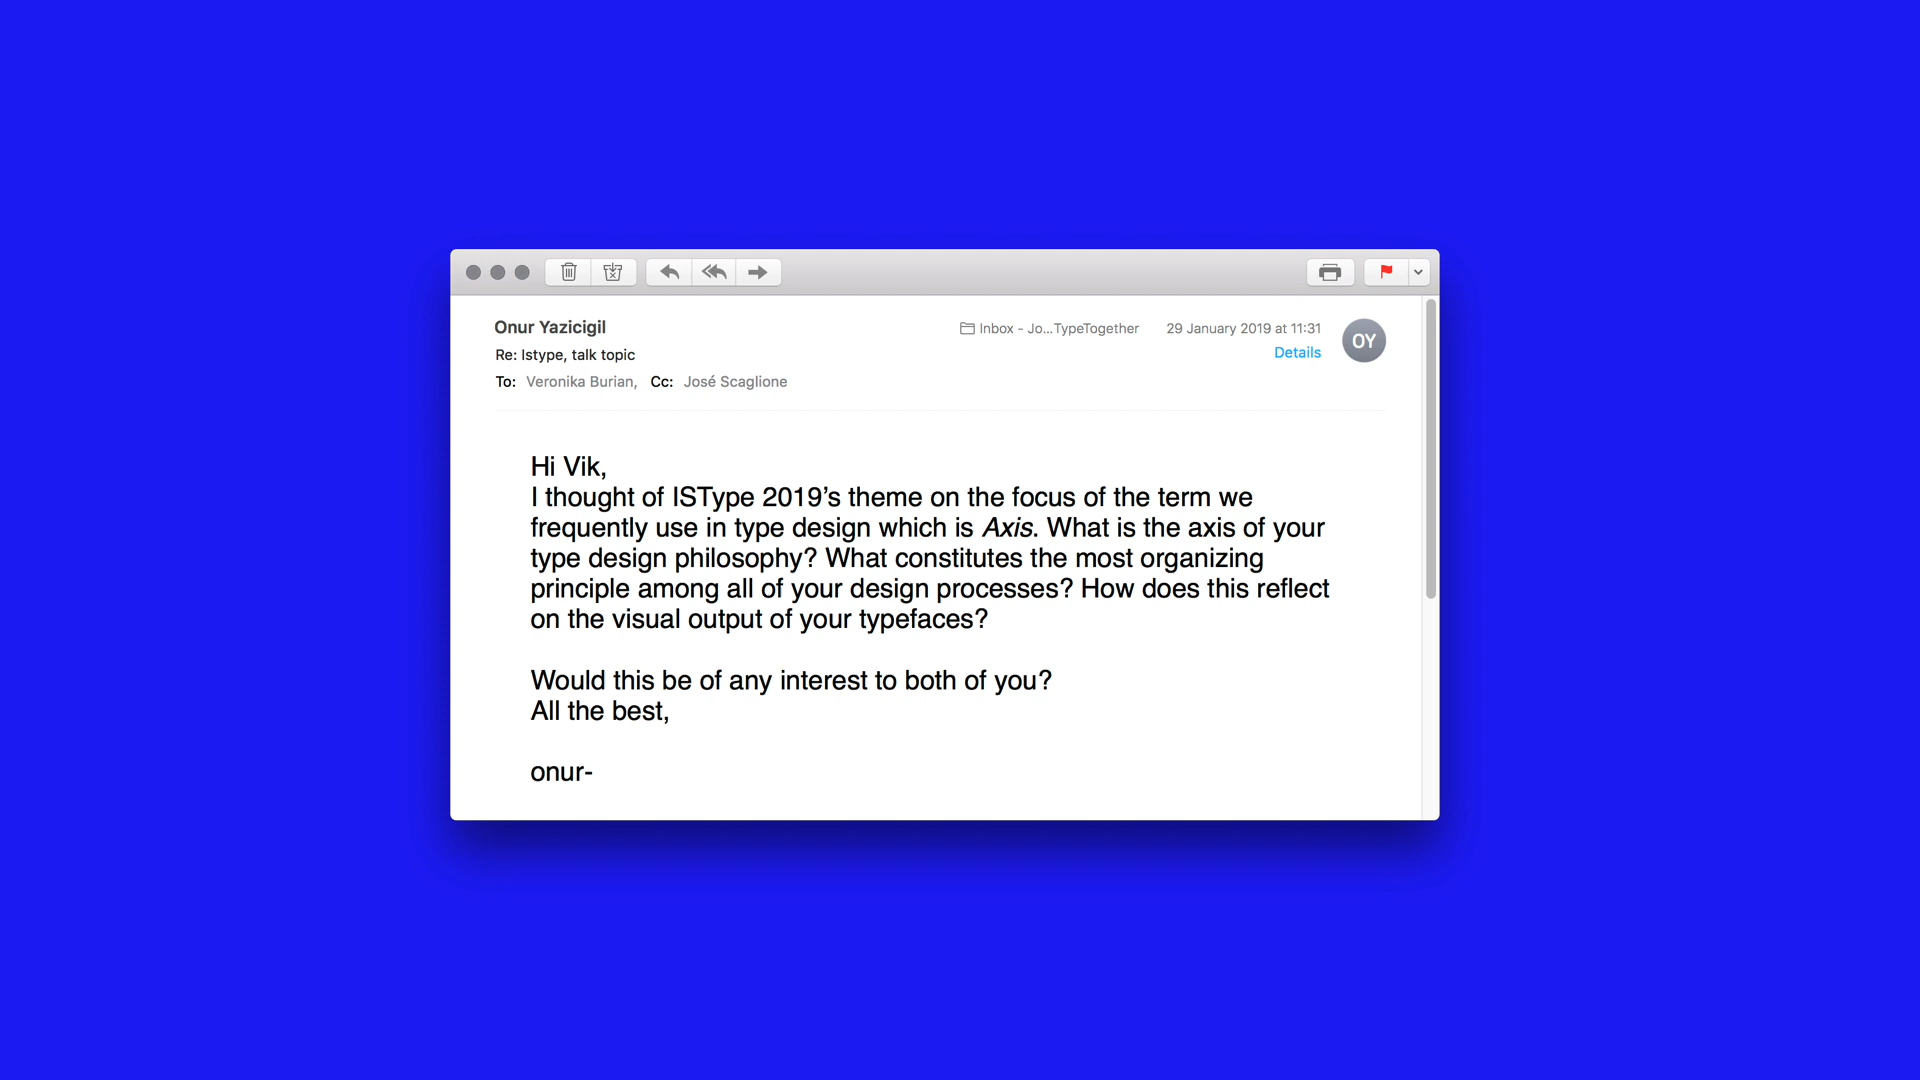 Onur Yazicigil
Inbox - Jo...TypeTogether
29 January 2019 at 11:31
OY
Re: Istype, talk topic
Details
To: Veronika Burian, Cc: José Scaglione
Hi Vik,
I thought of ISType 2019’s theme on the focus of the term we
frequently use in type design which is Axis. What is the axis of your
type design philosophy? What constitutes the most organizing
principle among all of your design processes? How does this reflect
on the visual output of your typefaces?
Would this be of any interest to both of you?
All the best,
onur-